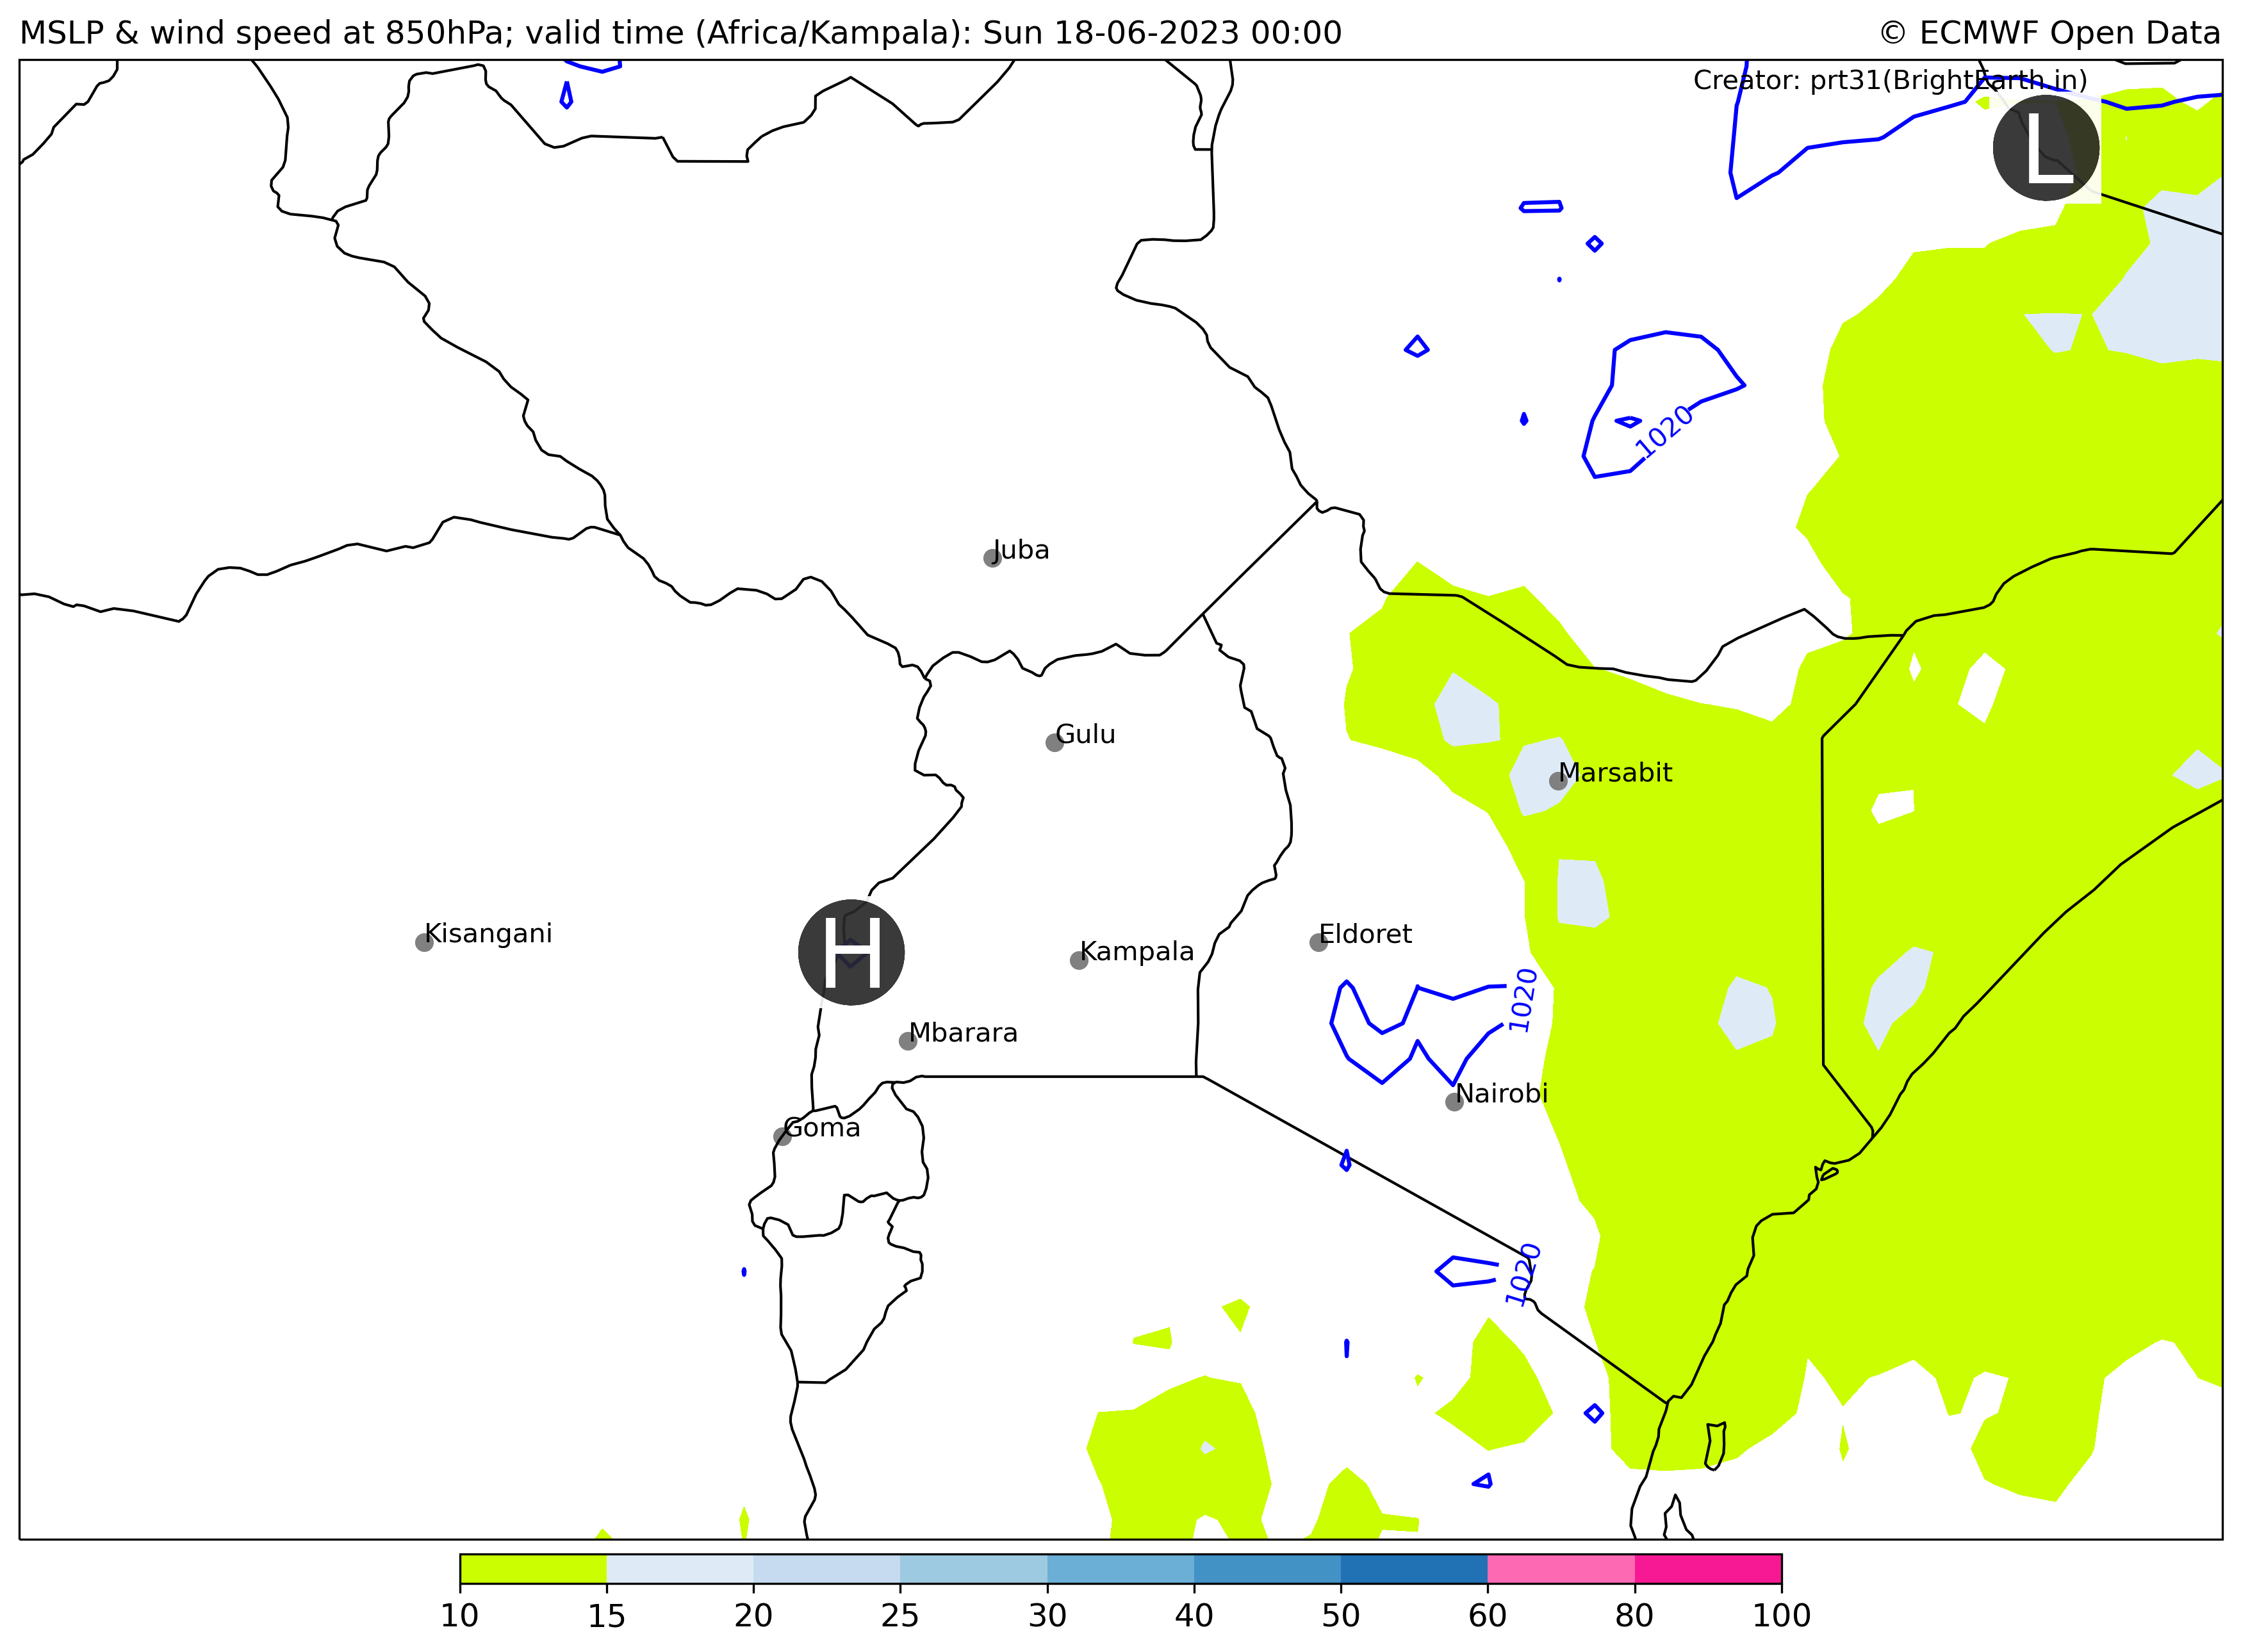 MSLP & wind speed at 850hPa; valid time (Africa/Kampala): Sun 18-06-2023 00:00
© ECMWF Open Data
Creator: prt31(BrightEarth.in)
L
1020
Juba
Gulu
Marsabit
Kisangani
H
Kampala
Eldoret
1020
Mbarara
Nairobi
Goma
1020
10 15 20 25 30 40 50 60 80 100